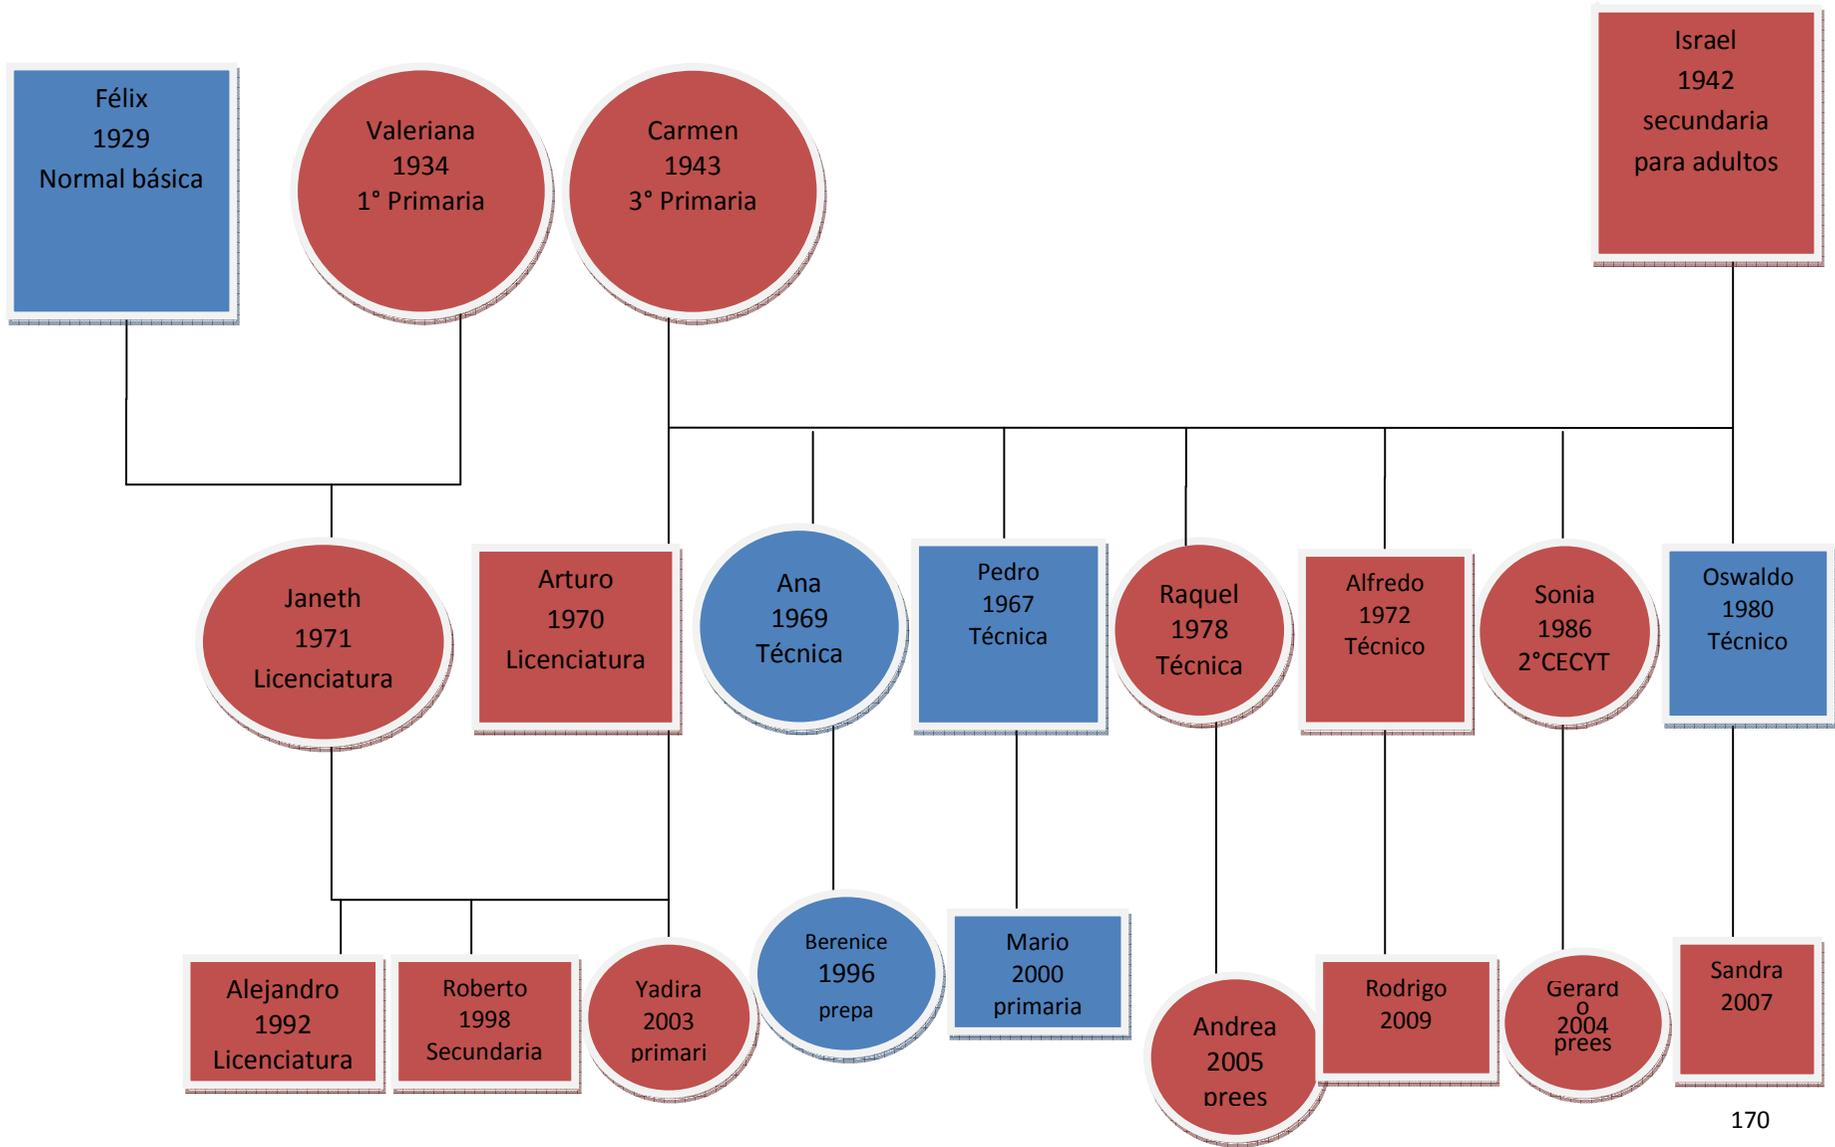 Félix
1929
Normal básica
Valeriana
1934
1° Primaria
Carmen
1943
3° Primaria
Israel
1942
secundaria
para adultos
Janeth
1971
Licenciatura
Arturo
1970
Licenciatura
Ana
1969
Técnica
Pedro
1967
Técnica
Raquel
1978
Técnica
Alfredo
1972
Técnico
Sonia
1986
2°CECYT
Oswaldo
1980
Técnico
Alejandro
1992
Licenciatura
Roberto
1998
Secundaria
Yadira
2003
primari
Berenice
1996
prepa
Mario
2000
primaria
Andrea
2005
prees
Rodrigo
2009
Gerard
o
2004
prees
Sandra
2007
170